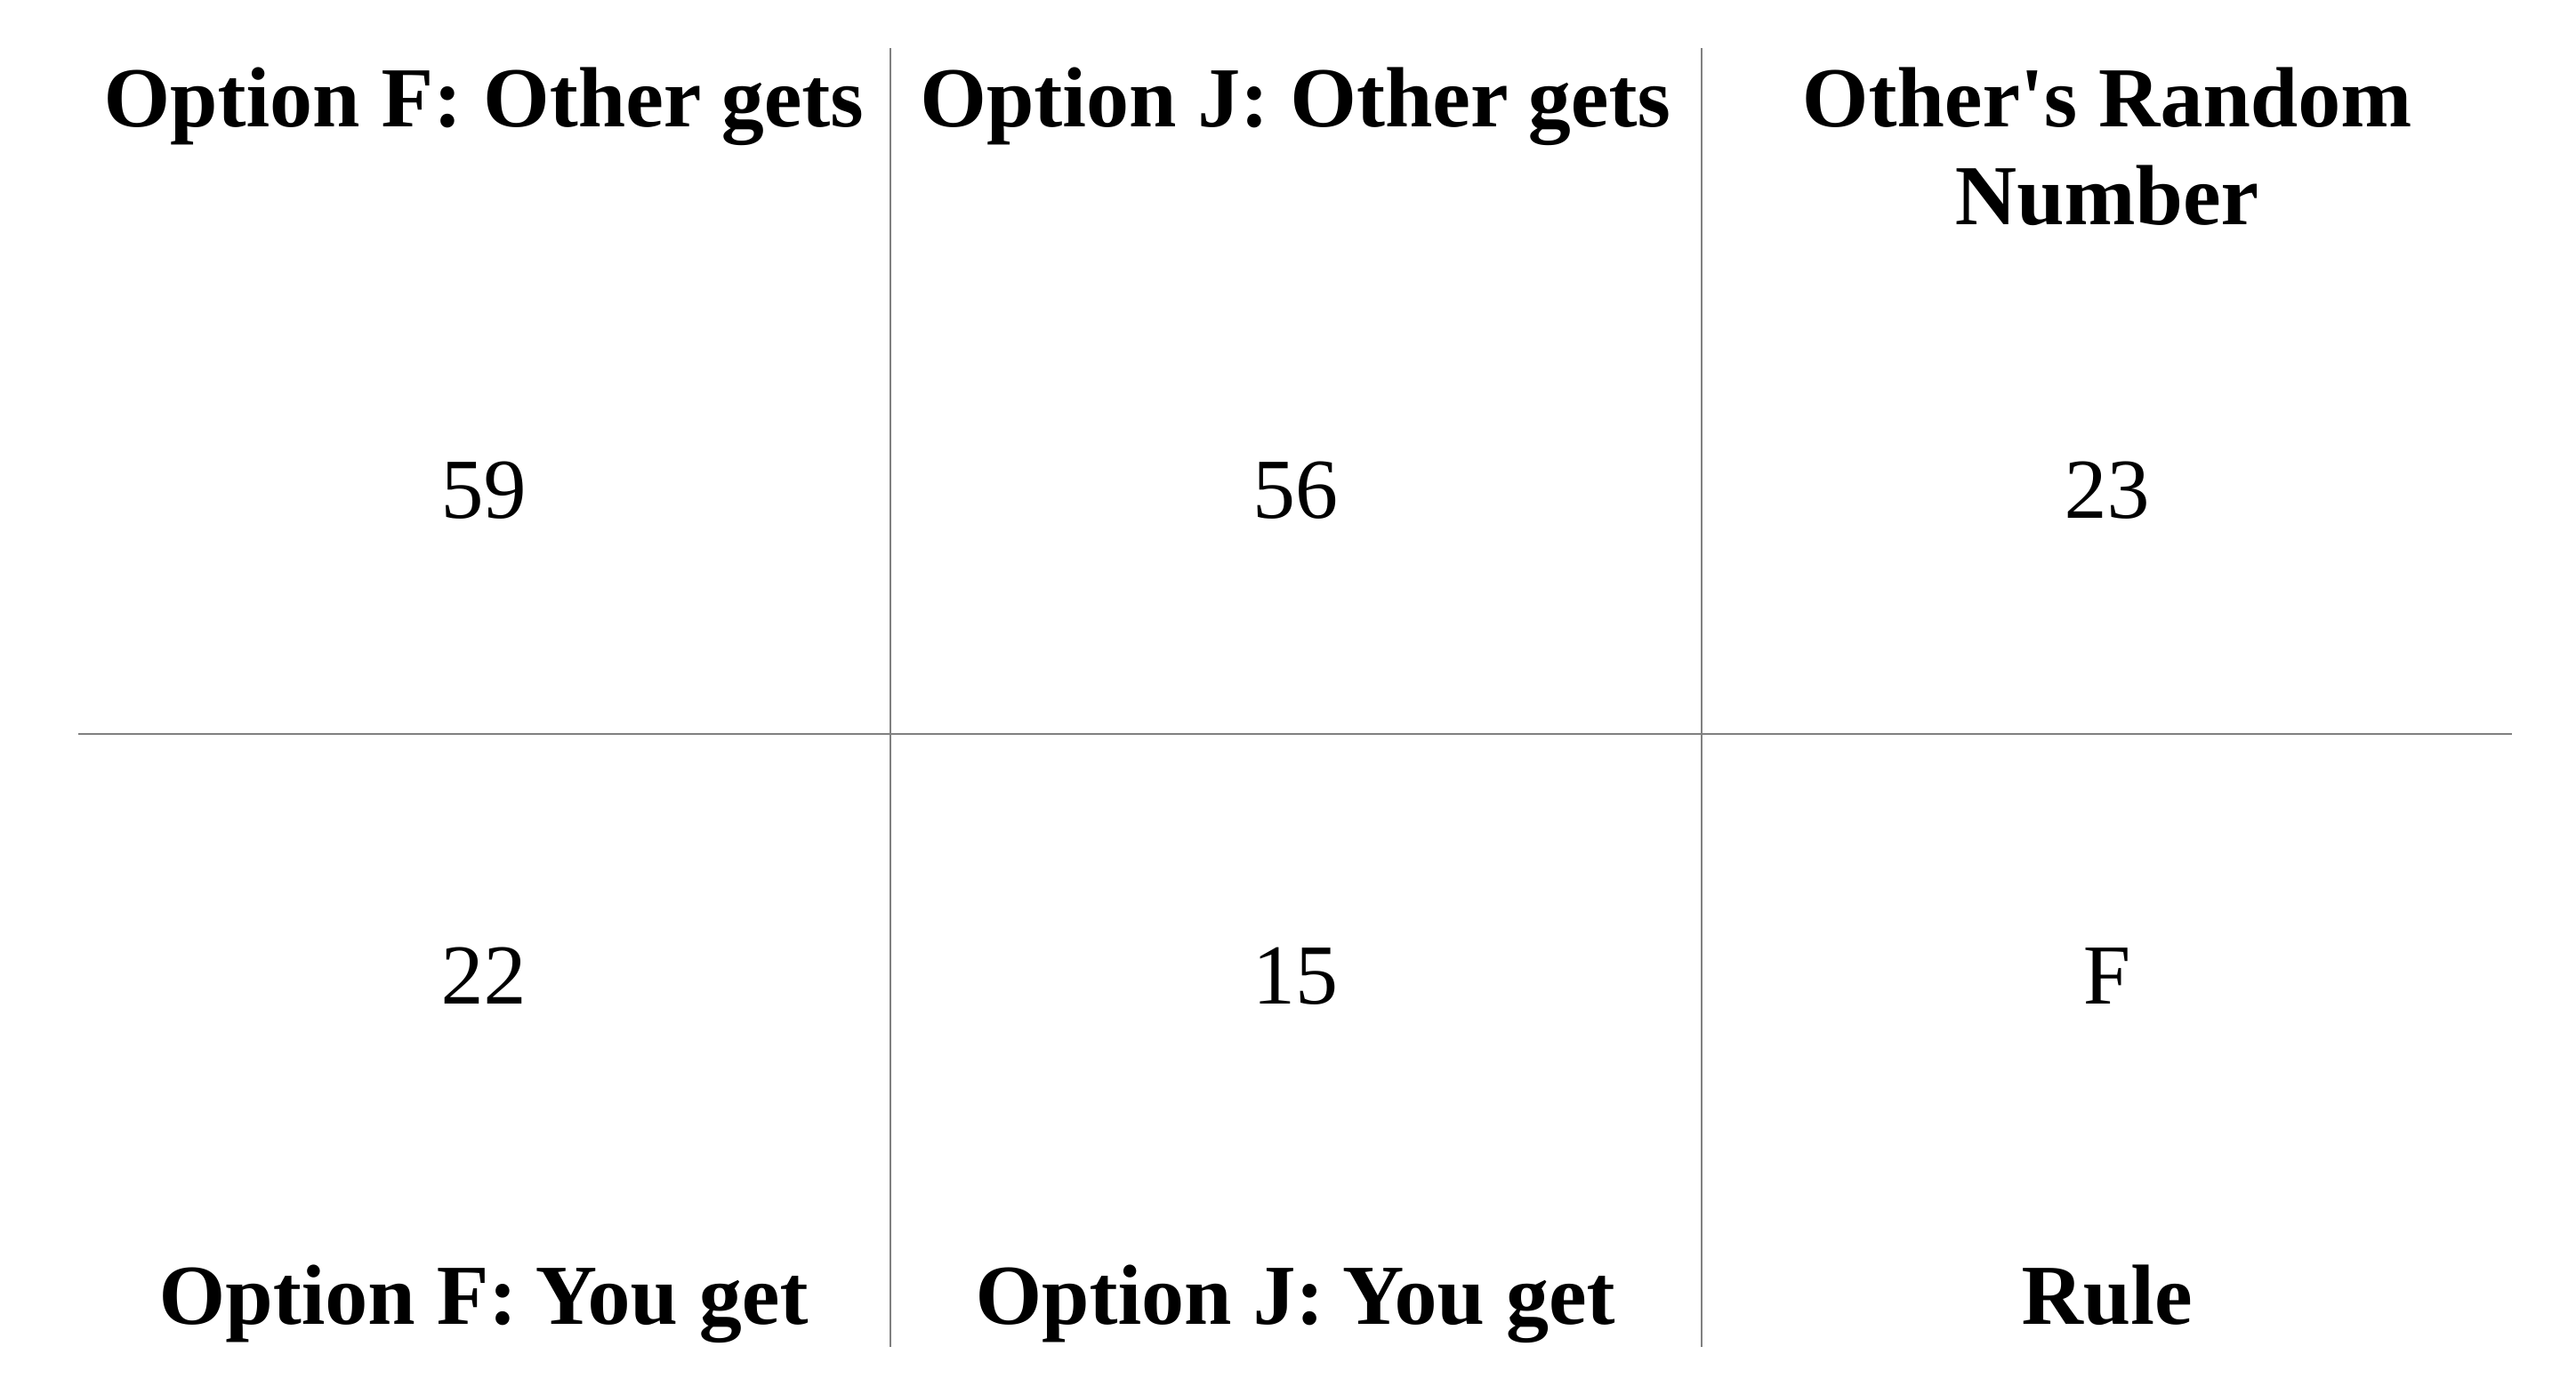 Option F: Other gets
Option J: Other gets
Other's Random
Number
59
56
23
22
15
F
Option F: You get
Option J: You get
Rule